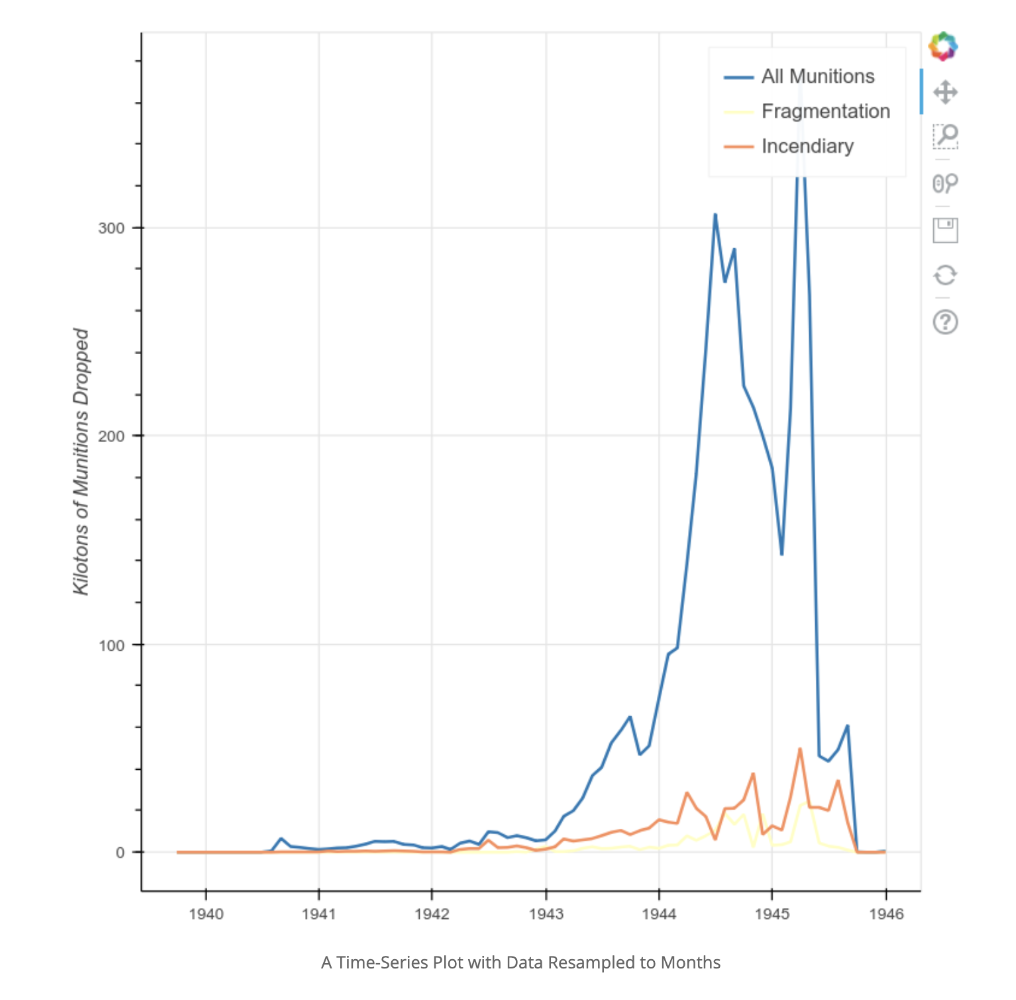 All Munitions
Fragmentation
Incendiary
300
200
100
0
Kilotons of Munitions Dropped
1940 1941 1942 1943 1944 1945 1946
A Time-Series Plot with Data Resampled to Months